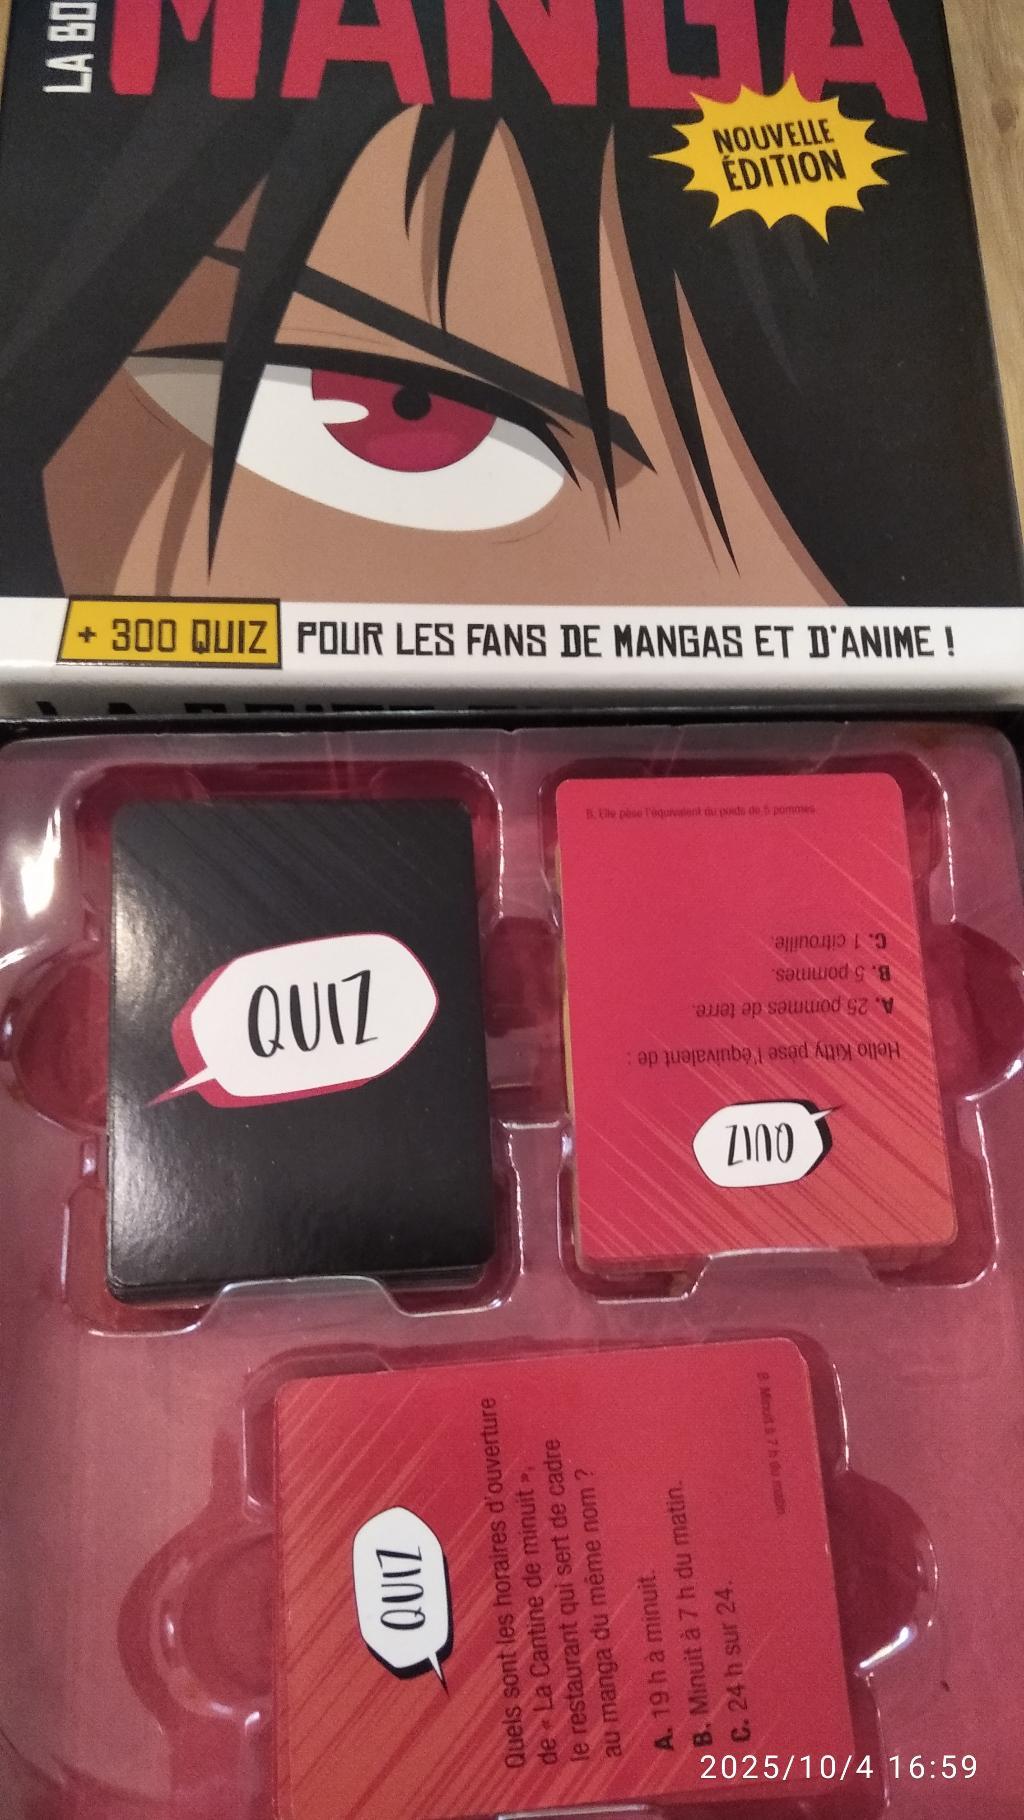 LA BO
MANGA
NOUVELLE
ÉDITION
+ 300 QUIZ
POUR LES FANS DE MANGAS ET D'ANIME !
QUIZ
QUIZ
Hello Kitty pèse l'équivalent de :
A. 25 pommes de terre.
B. 5 pommes.
C. 1 citrouille.
B. Elle pèse l'équivalent du poids de 5 pommes.
QUIZ
Quels sont les horaires d'ouverture
de « La Cantine de minuit »,
le restaurant qui sert de cadre
au manga du même nom ?
A. 19 h à minuit.
B. Minuit à 7 h du matin.
C. 24 h sur 24.
B. Minuit à 7 h du matin.
2025/10/4 16:59